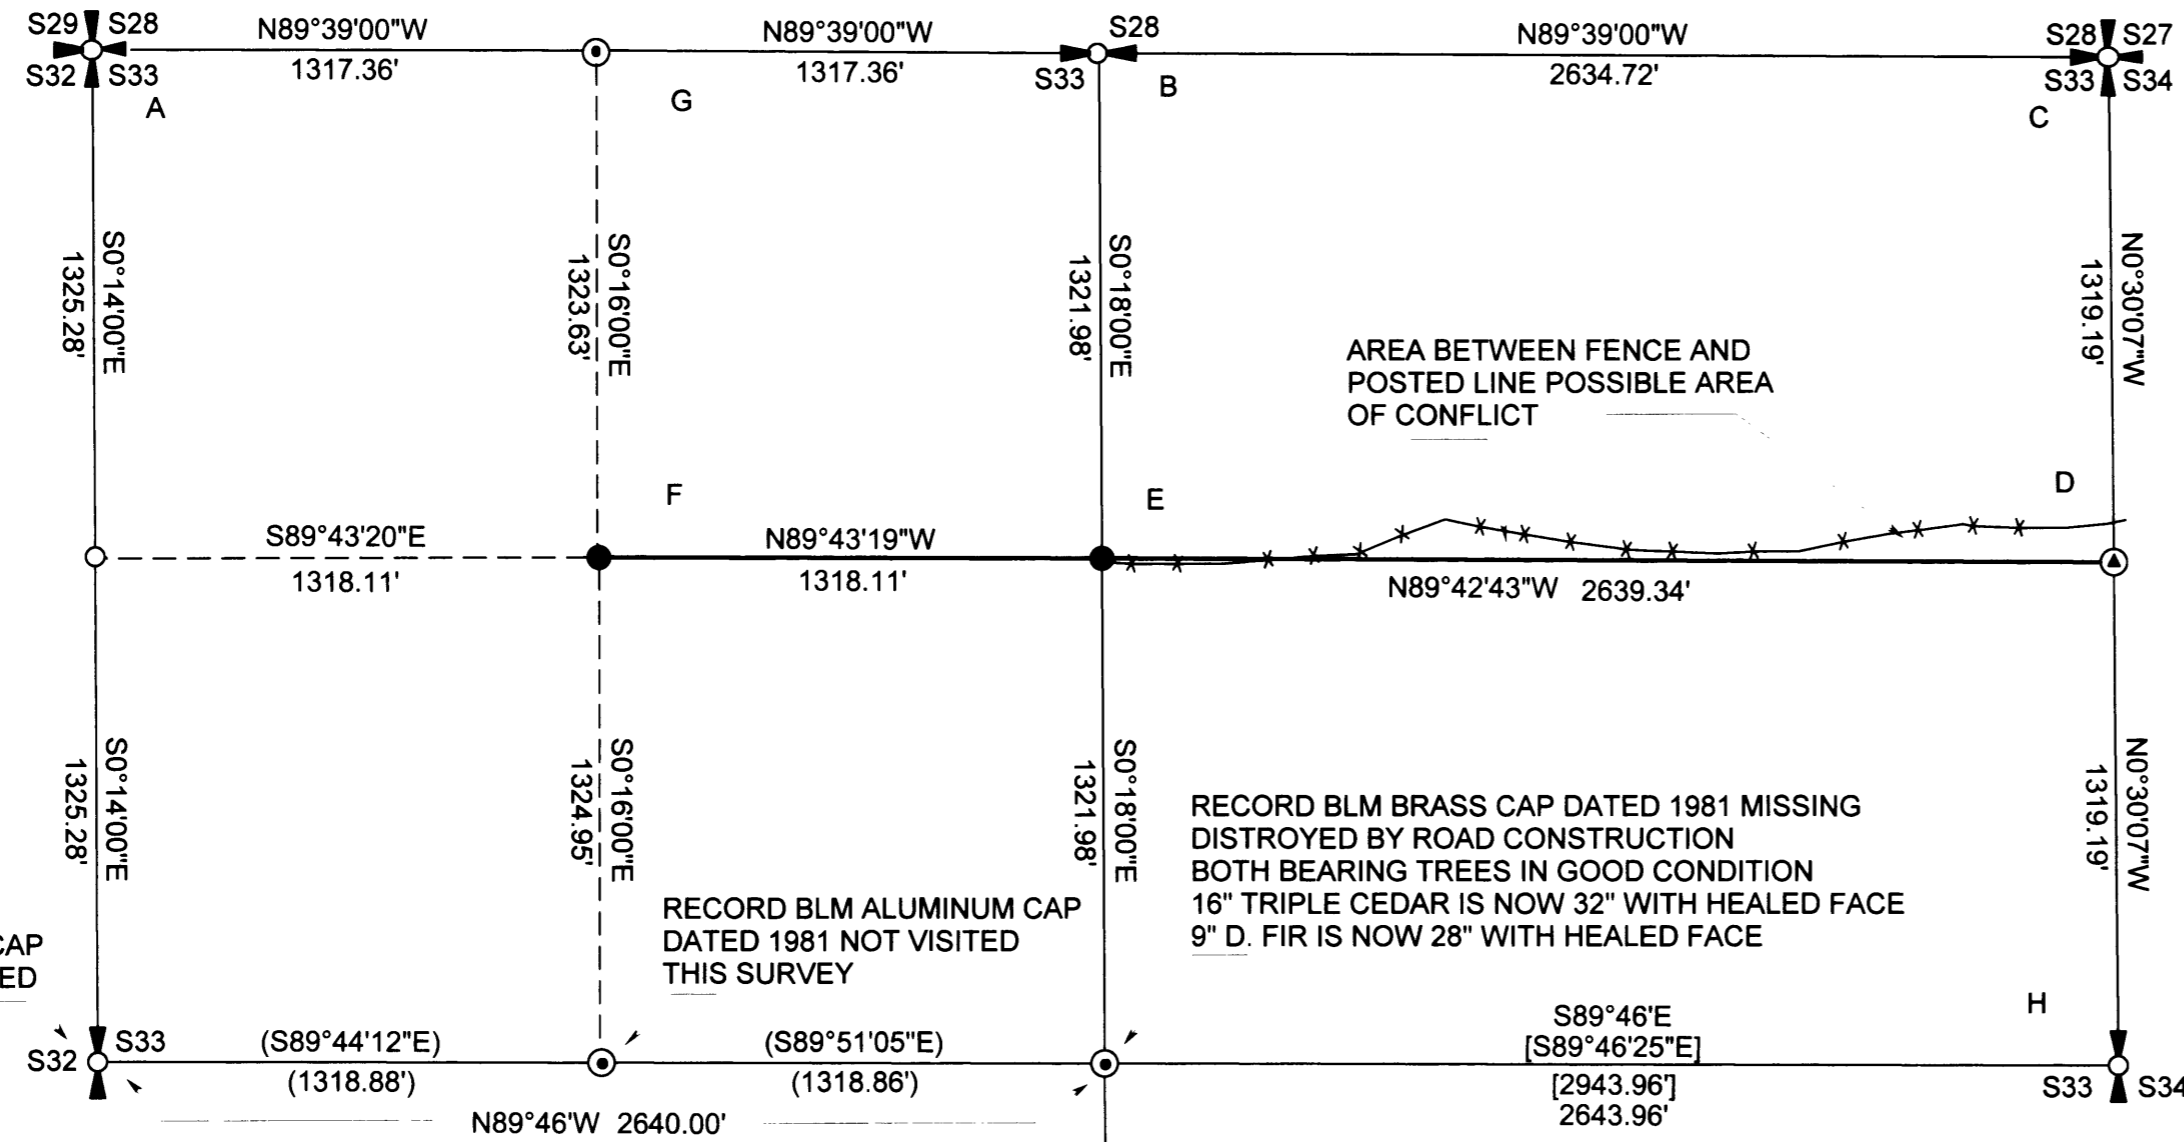 S29 S28
N89°39'00"W
N89°39'00"W
S28
N89°39'00"W
S28 S27
S32 S33
1317.36'
1317.36'
S33
2634.72'
S33 S34
A
G
B
C
S0°14'00"E
1325.28'
S0°16'00"E
1323.63'
S0°18'00"E
1321.98'
N0°30'07"W
1319.19'
AREA BETWEEN FENCE AND
POSTED LINE POSSIBLE AREA
OF CONFLICT
F
E
D
S89°43'20"E
1318.11'
N89°43'19"W
1318.11'
N89°42'43"W 2639.34'
S0°14'00"E
1325.28'
S0°16'00"E
1324.95'
S0°18'00"E
1321.98'
N0°30'07"W
1319.19'
RECORD BLM BRASS CAP DATED 1981 MISSING
DISTROYED BY ROAD CONSTRUCTION
BOTH BEARING TREES IN GOOD CONDITION
16" TRIPLE CEDAR IS NOW 32" WITH HEALED FACE
9" D. FIR IS NOW 28" WITH HEALED FACE
RECORD BLM ALUMINUM CAP
DATED 1981 NOT VISITED
THIS SURVEY
CAP
ED
H
S33
S32
(S89°44'12"E)
(1318.88')
(S89°51'05"E)
(1318.86')
S89°46'E
[S89°46'25"E]
[2943.96']
2643.96'
S33 S34
N89°46'W 2640.00'